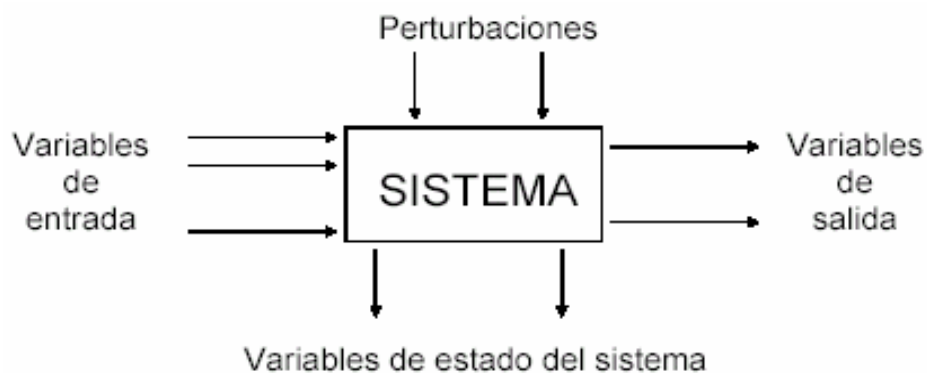 Perturbaciones
Variables
de
entrada
SISTEMA
Variables
de
salida
Variables de estado del sistema